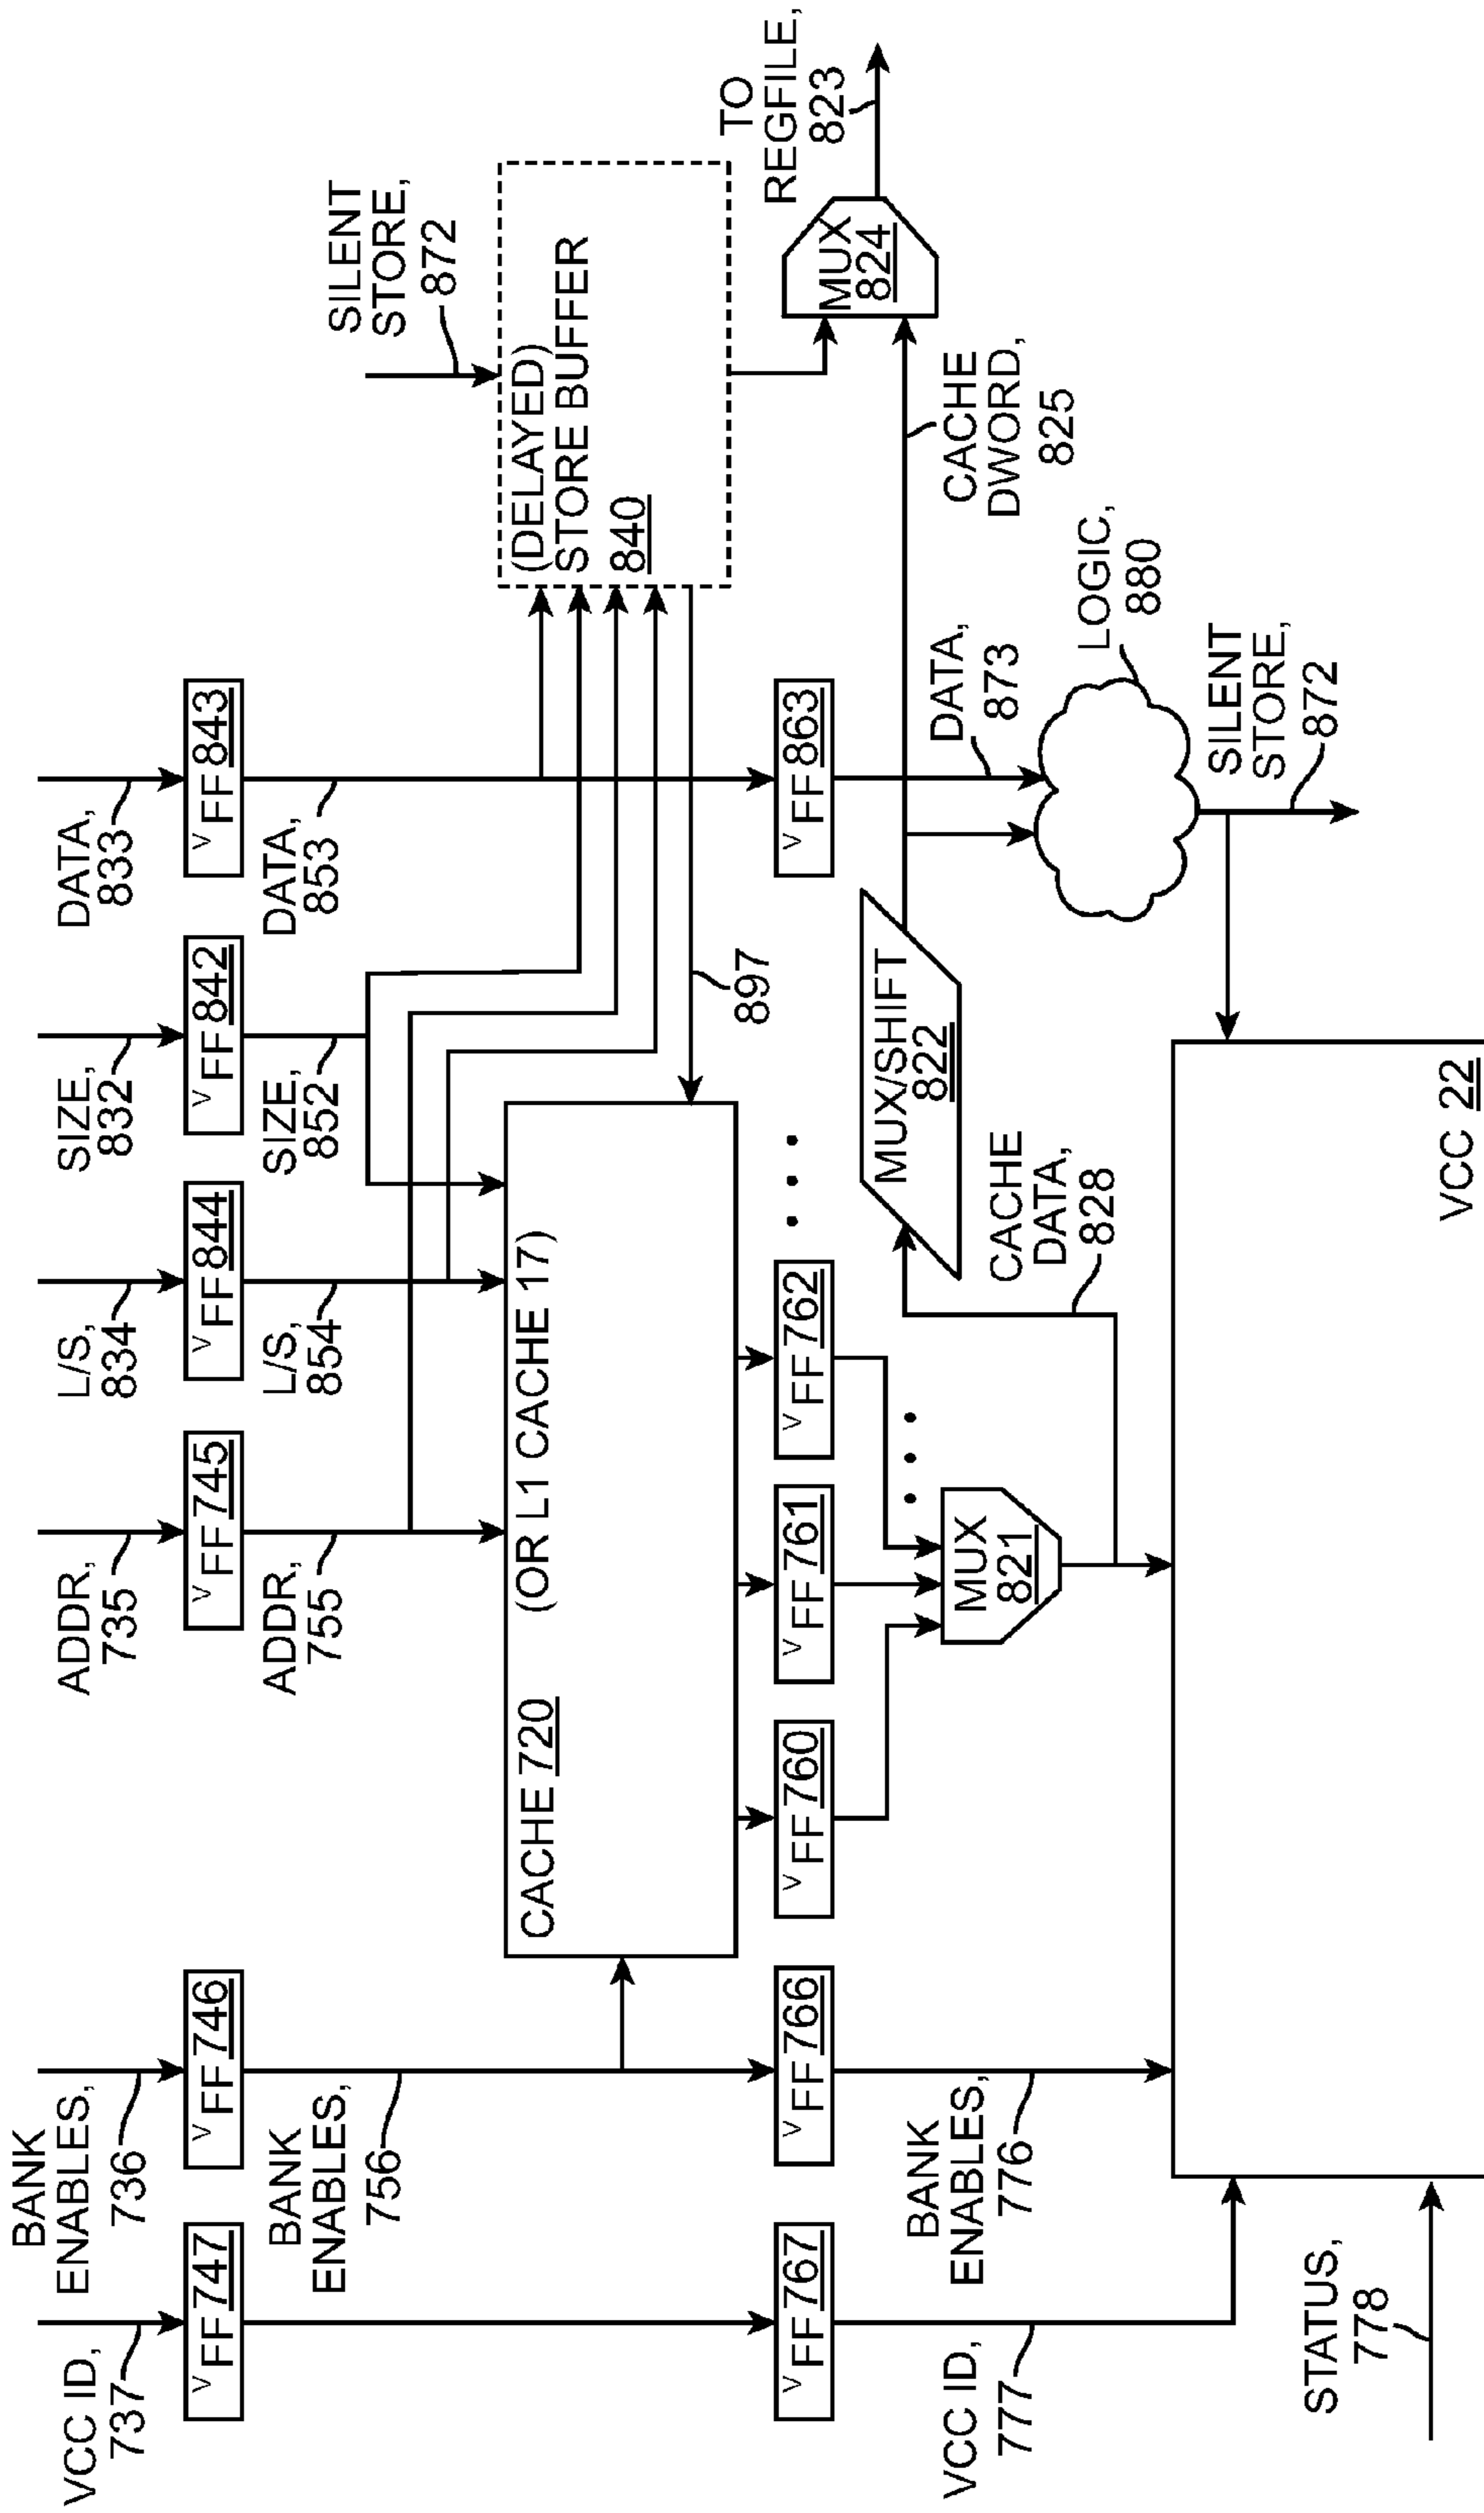 VCC ID,
737
BANK
ENABLES,
736
ADDR,
735
L/S,
834
SIZE,
832
DATA,
833
FF 747
FF 746
FF 745
FF 844
FF 842
FF 843
BANK
ENABLES,
756
ADDR,
755
L/S,
854
SIZE,
852
DATA,
853
SILENT
STORE,
872
CACHE 720
(OR L1 CACHE 17)
(DELAYED)
STORE BUFFER
840
897
TO
REGFILE,
823
FF 767
FF 766
FF 760
FF 761
FF 762
FF 863
MUX
824
MUX/SHIFT
822
DATA,
873
CACHE
DWORD,
825
VCC ID,
777
BANK
ENABLES,
776
MUX
821
CACHE
DATA,
828
LOGIC,
880
SILENT
STORE,
872
STATUS,
778
VCC 22